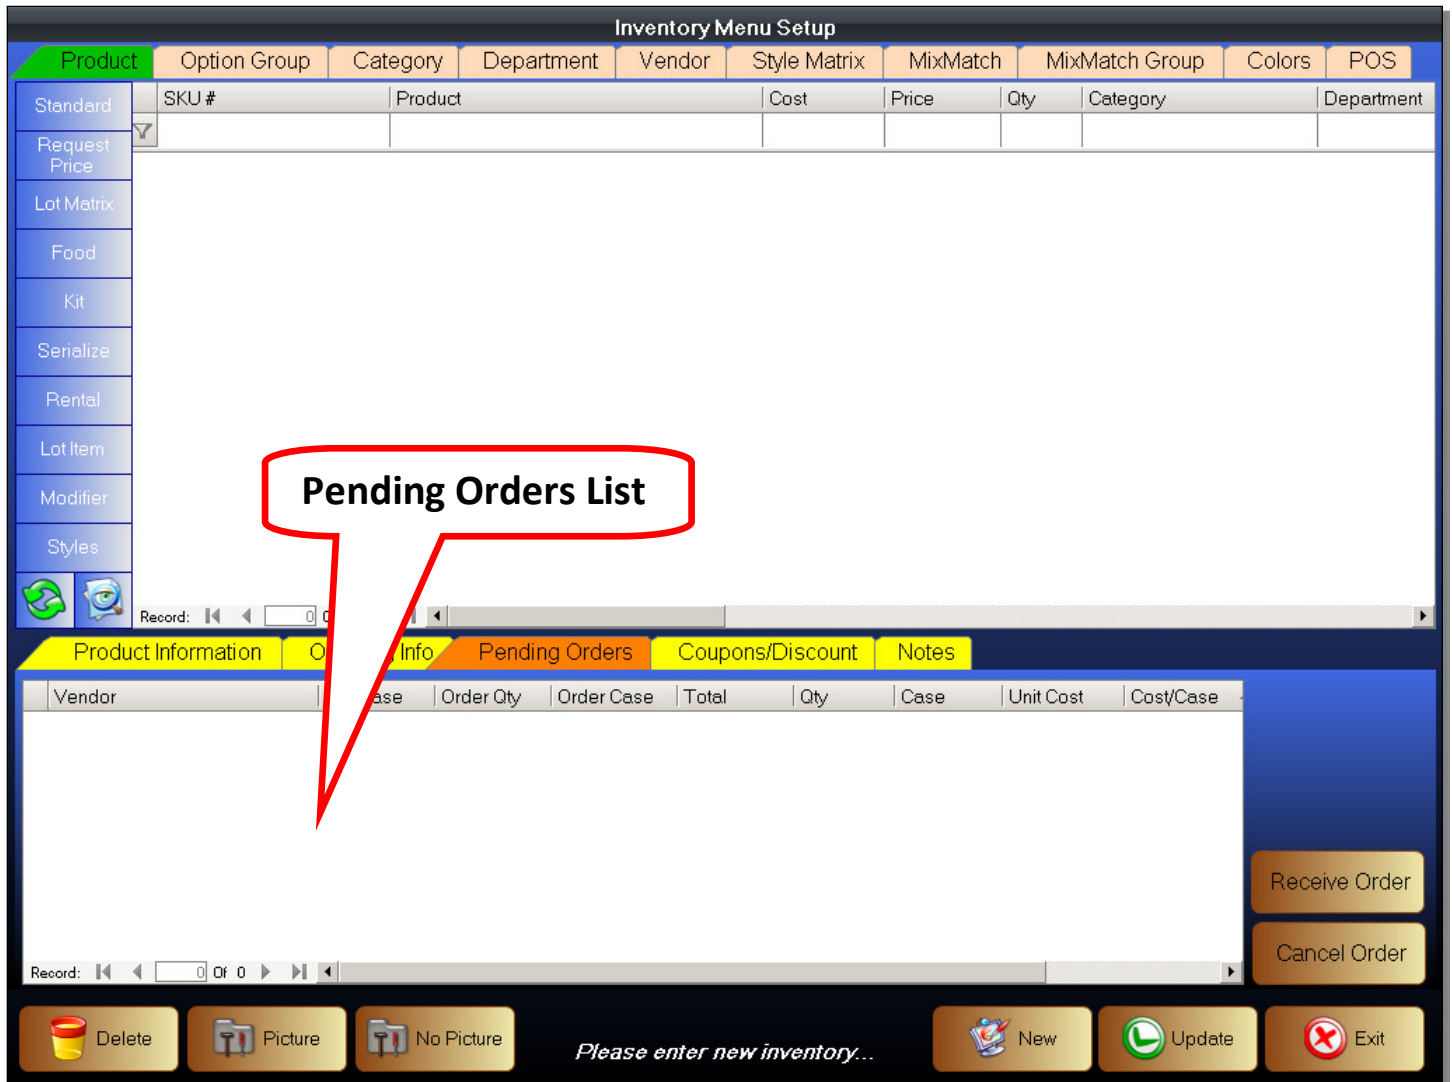 Inventory Menu Setup
Product Option Group Category Department Vendor Style Matrix MixMatch MixMatch Group Colors POS
SKU # Product Cost Price Qty Category Department
Standard
Request
Price
Lot Matrix
Food
Kit
Serialize
Rental
Lot Item
Modifier
Styles
Pending Orders List
Record: 0
Product Information Info Pending Orders Coupons/Discount Notes
Vendor Order Qty Order Case Total Qty Case Unit Cost Cost/Case
Receive Order
Cancel Order
Record: 0 Of 0
Delete Picture No Picture Please enter new inventory... New Update Exit